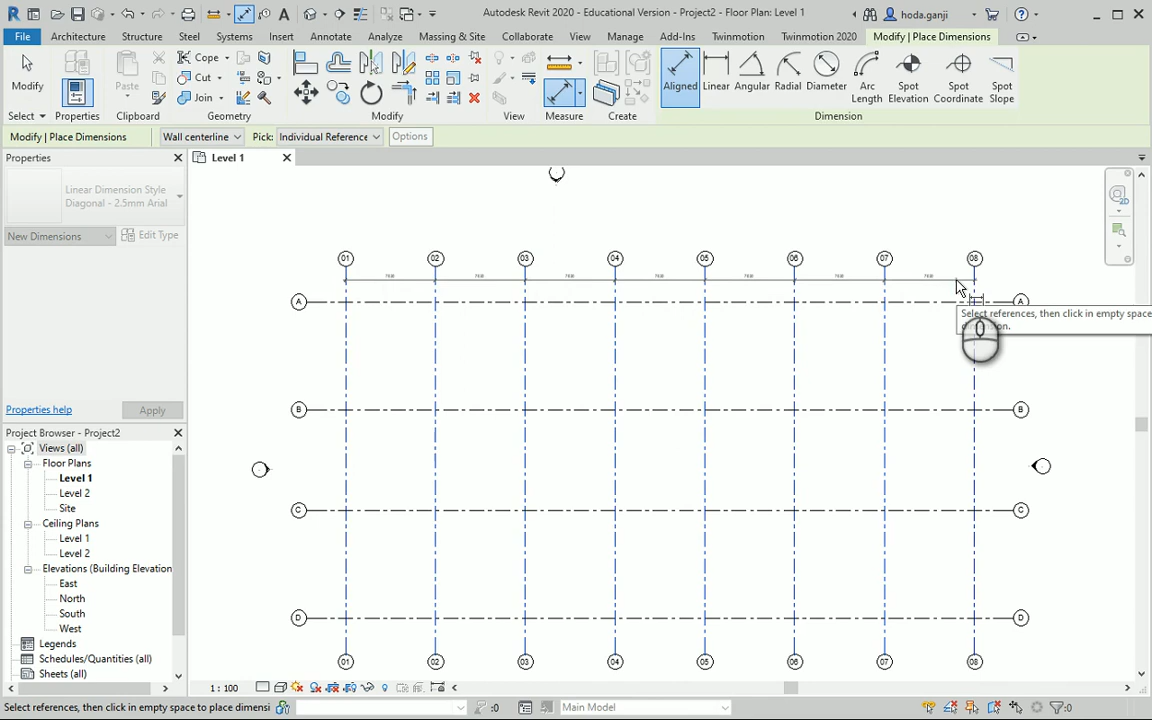 Autodesk Revit 2020 - Educational Version - Project2 - Floor Plan: Level 1
hoda.ganji
File Architecture Structure Steel Systems Insert Annotate Analyze Massing & Site Collaborate View Manage Add-Ins Twinmotion Twinmotion 2020 Modify | Place Dimensions
Modify
Paste
Cope
Cut
Join
Aligned Linear Angular Radial Diameter Arc Length Spot Elevation Spot Coordinate Spot Slope
Properties
Select Properties Clipboard Geometry Modify View Measure Create Dimension
Modify | Place Dimensions Wall centerline Pick: Individual Reference Options
Properties
Level 1
Linear Dimension Style
Diagonal - 2.5mm Arial
New Dimensions Edit Type
01 02 03 04 05 06 07 08
A A
Select references, then click in empty space
B B
Properties help Apply
Project Browser - Project2
Views (all)
Floor Plans
Level 1
Level 2
Site
Ceiling Plans
Level 1
Level 2
Elevations (Building Elevation
East
North
South
West
Legends
Schedules/Quantities (all)
Sheets (all)
C C
D D
01 02 03 04 05 06 07 08
1 : 100
Select references, then click in empty space to place dimensi
:0
Main Model
:0
2D